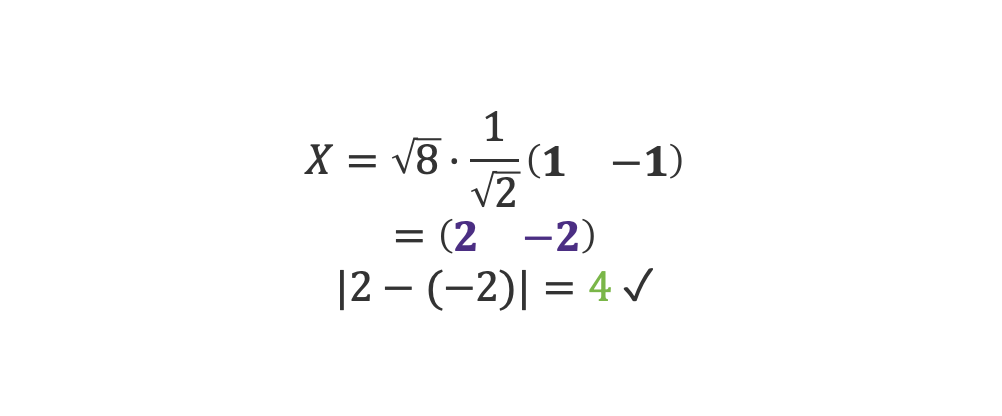 X = √8 · 1/√2 (1 −1)
= (2 −2)
|2 − (−2)| = 4 ✓